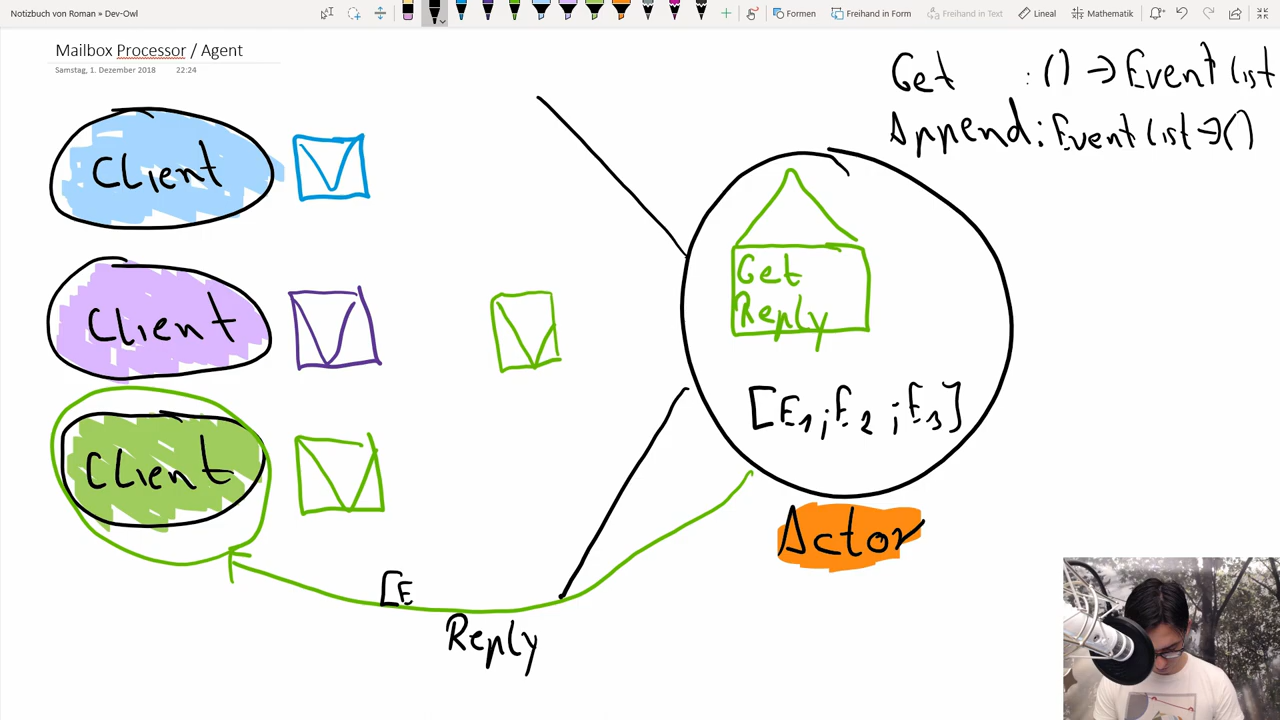 Notizbuch von Roman » Dev-Owl
Formen
Freihand in Form
Freihand in Text
Lineal
Mathematik
Mailbox Processor / Agent
Samstag, 1. Dezember 2018 22:24
Get : () → Event list
Append : Event list → ()
Client
Client
Client
Get
Reply
[E1 ; E2 ; E3]
Actor
[E
Reply